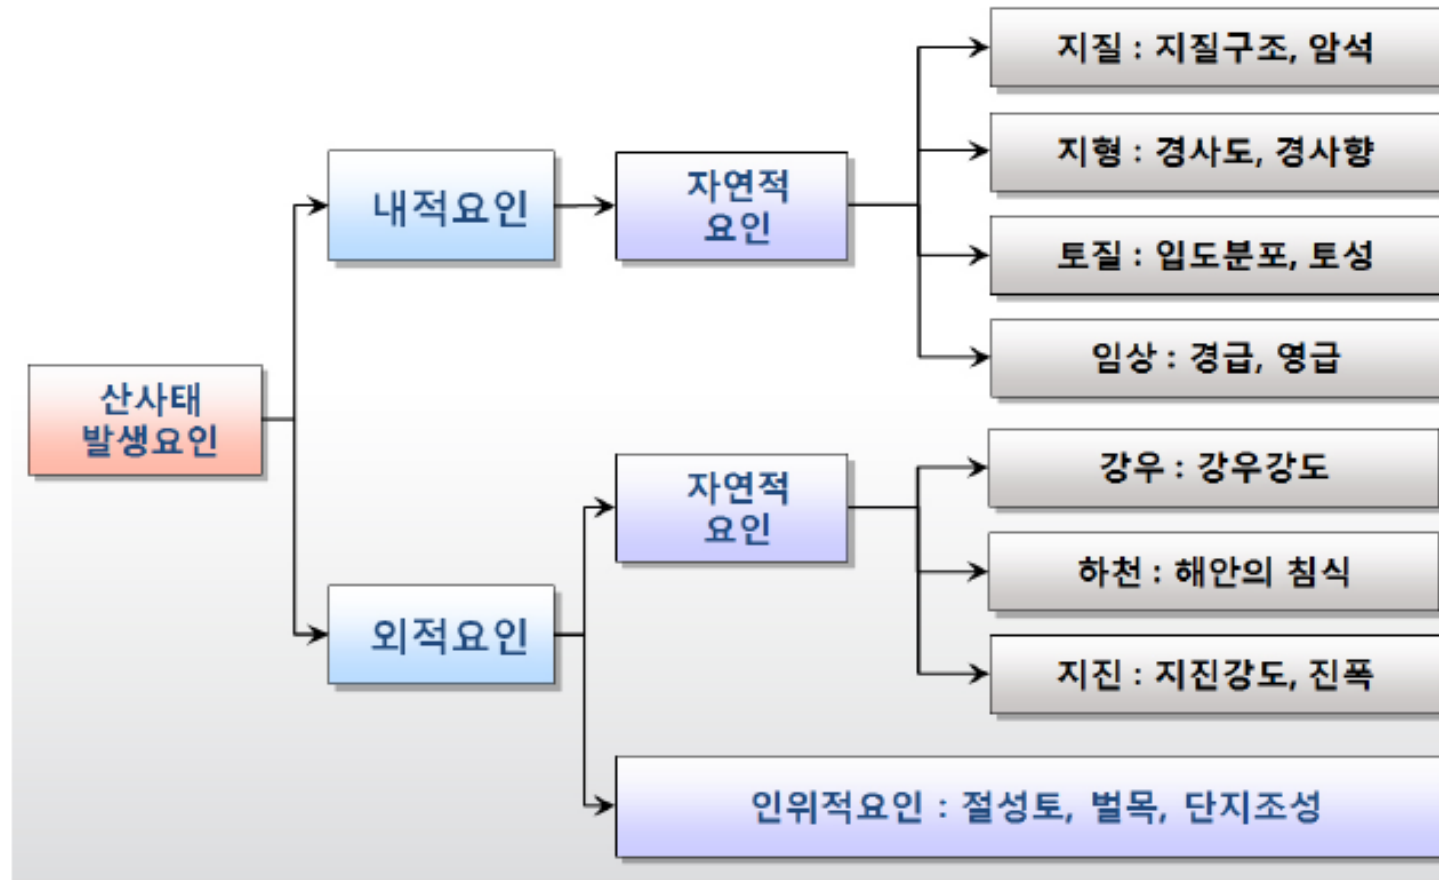 산사태
발생요인
내적요인
자연적
요인
지질 : 지질구조, 암석
지형 : 경사도, 경사향
토질 : 입도분포, 토성
임상 : 경급, 영급
외적요인
자연적
요인
강우 : 강우강도
하천 : 해안의 침식
지진 : 지진강도, 진폭
인위적요인 : 절성토, 벌목, 단지조성